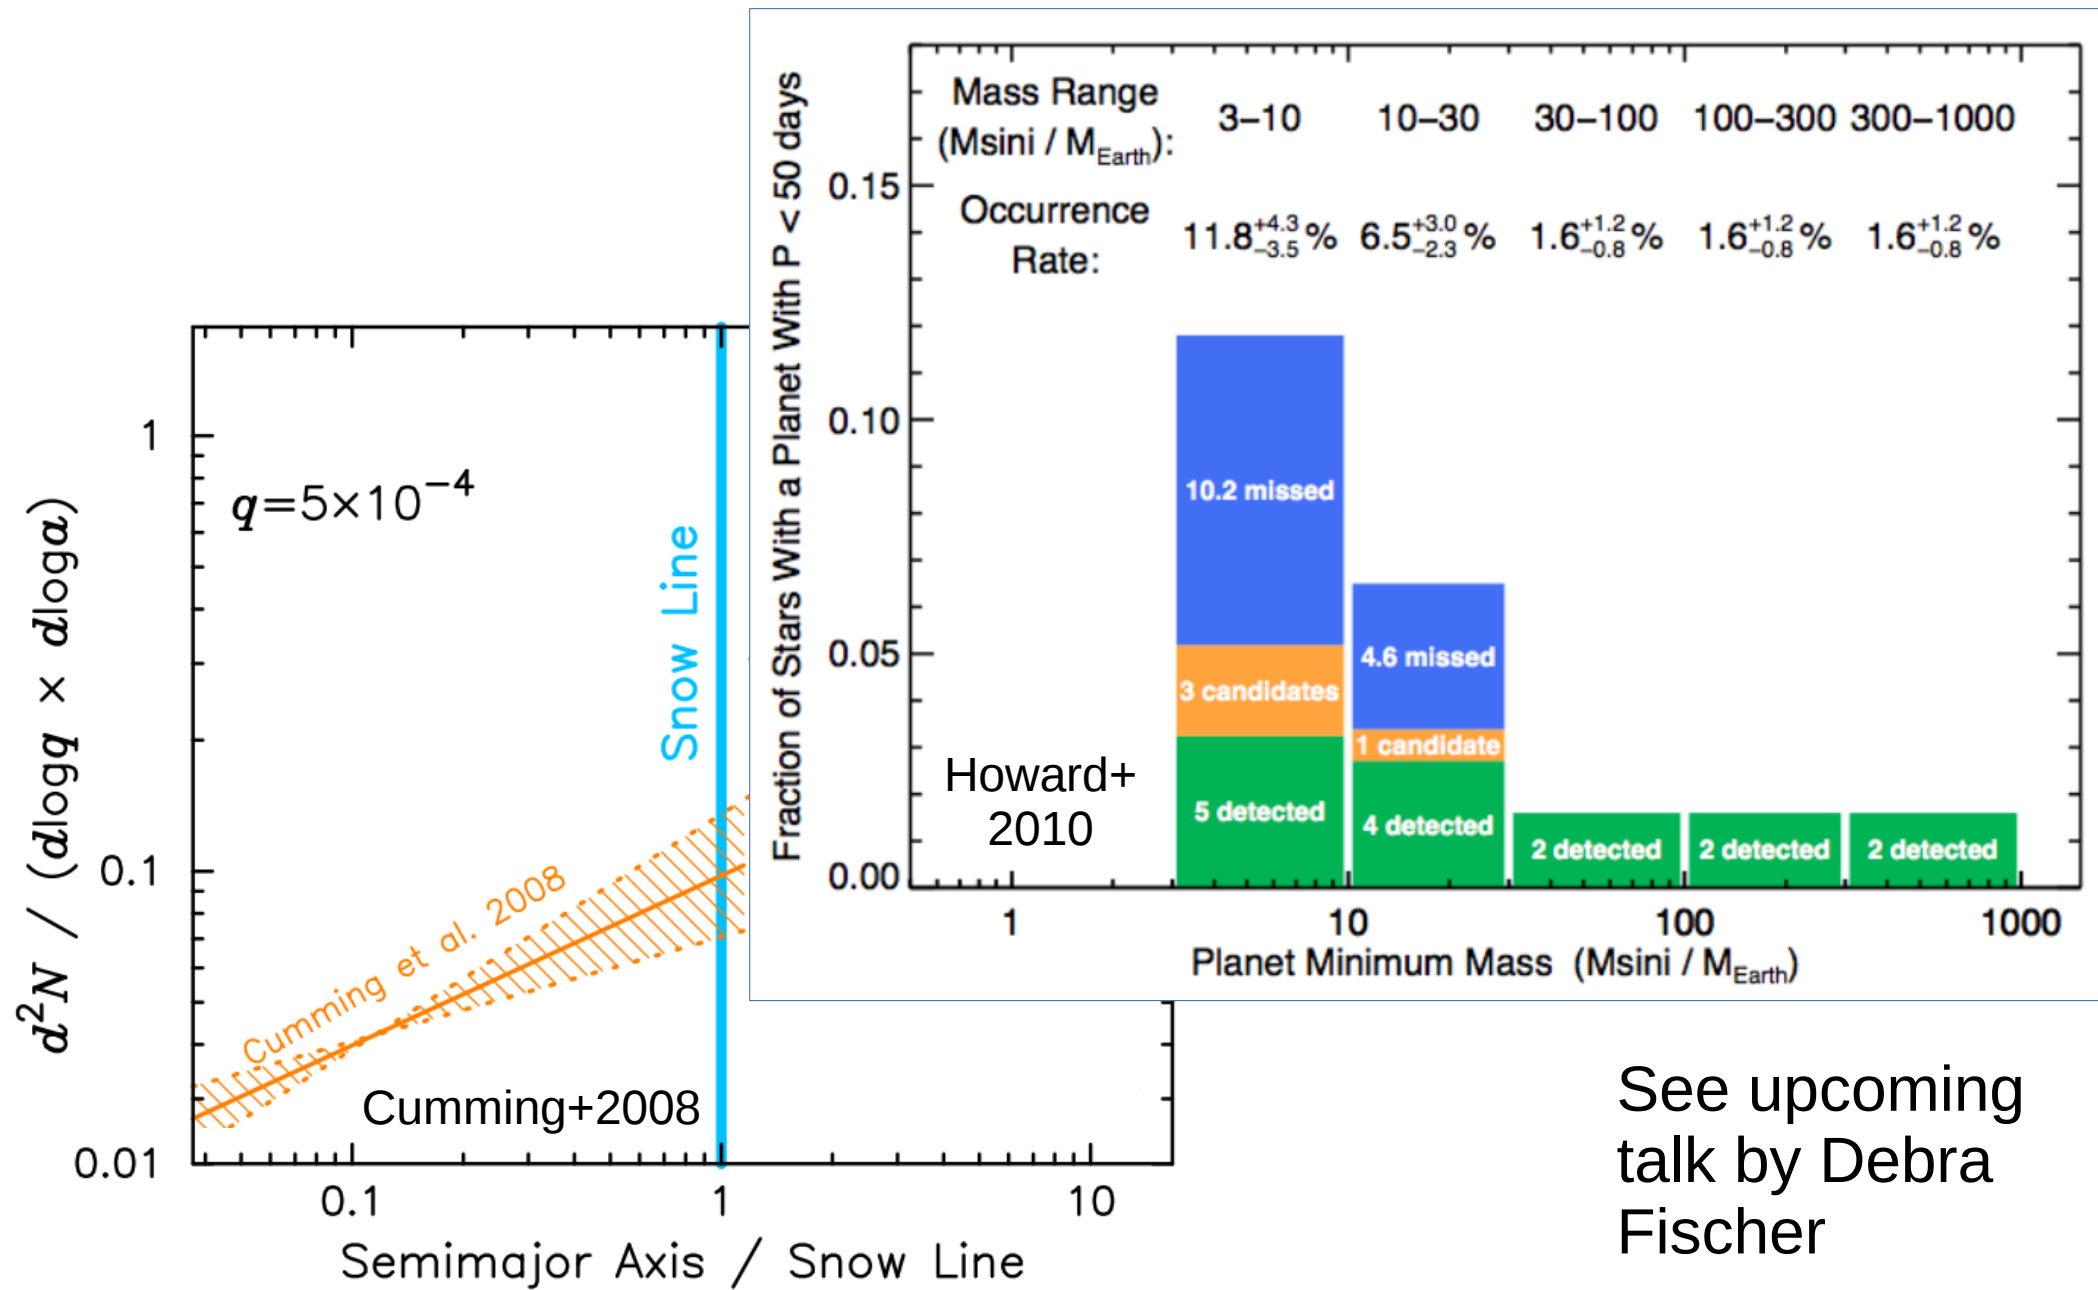 Mass Range
(Msini / MEarth):
3–10 10–30 30–100 100–300 300–1000
Occurrence
Rate:
11.8+4.3−3.5% 6.5+3.0−2.3% 1.6+1.2−0.8% 1.6+1.2−0.8% 1.6+1.2−0.8%
Fraction of Stars With a Planet With P < 50 days
0.15
0.10
0.05
0.00
10.2 missed
3 candidates
5 detected
4.6 missed
1 candidate
4 detected
2 detected
2 detected
2 detected
Howard+
2010
1 10 100 1000
Planet Minimum Mass (Msini / MEarth)
d²N / (dlogq × dloga)
1
0.1
0.01
q=5×10⁻⁴
Snow Line
Cumming et al. 2008
Cumming+2008
0.1 1 10
Semimajor Axis / Snow Line
See upcoming
talk by Debra
Fischer